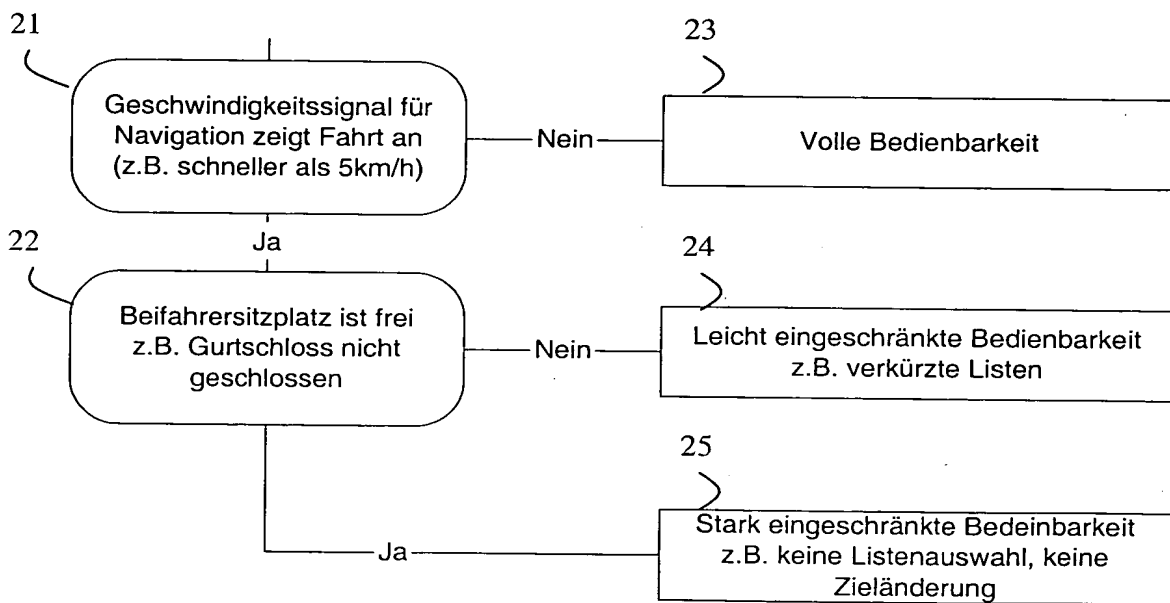 21
Geschwindigkeitssignal für
Navigation zeigt Fahrt an
(z.B. schneller als 5km/h)
Nein
23
Volle Bedienbarkeit
Ja
22
Beifahrersitzplatz ist frei
z.B. Gurtschloss nicht
geschlossen
Nein
24
Leicht eingeschränkte Bedienbarkeit
z.B. verkürzte Listen
Ja
25
Stark eingeschränkte Bedeinbarkeit
z.B. keine Listenauswahl, keine
Zieländerung